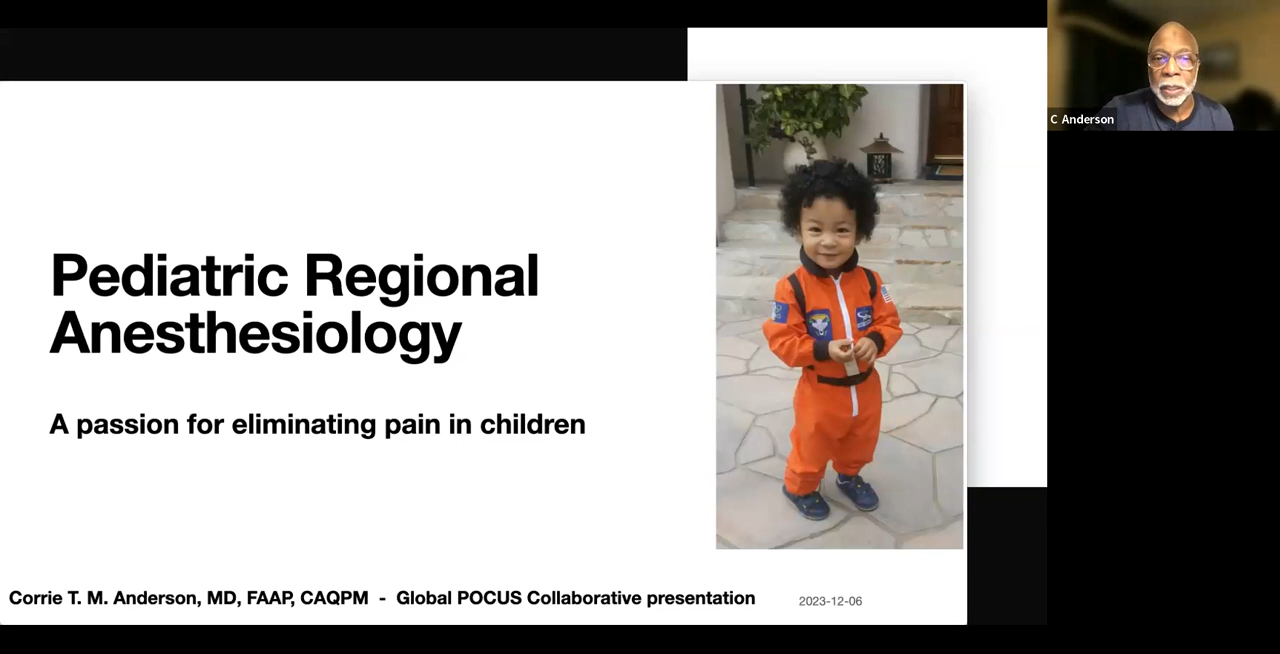 C Anderson
Pediatric Regional
Anesthesiology
A passion for eliminating pain in children
Corrie T. M. Anderson, MD, FAAP, CAQPM - Global POCUS Collaborative presentation
2023-12-06